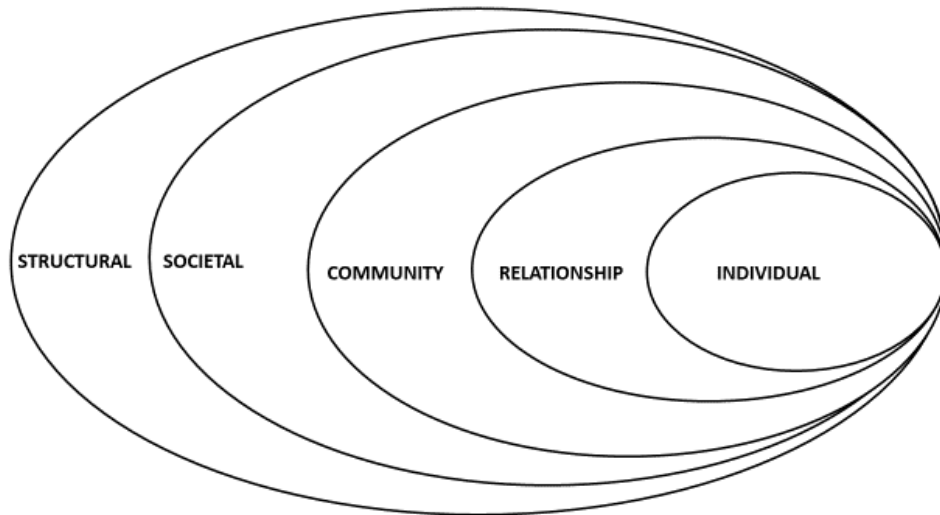 STRUCTURAL
SOCIETAL
COMMUNITY
RELATIONSHIP
INDIVIDUAL